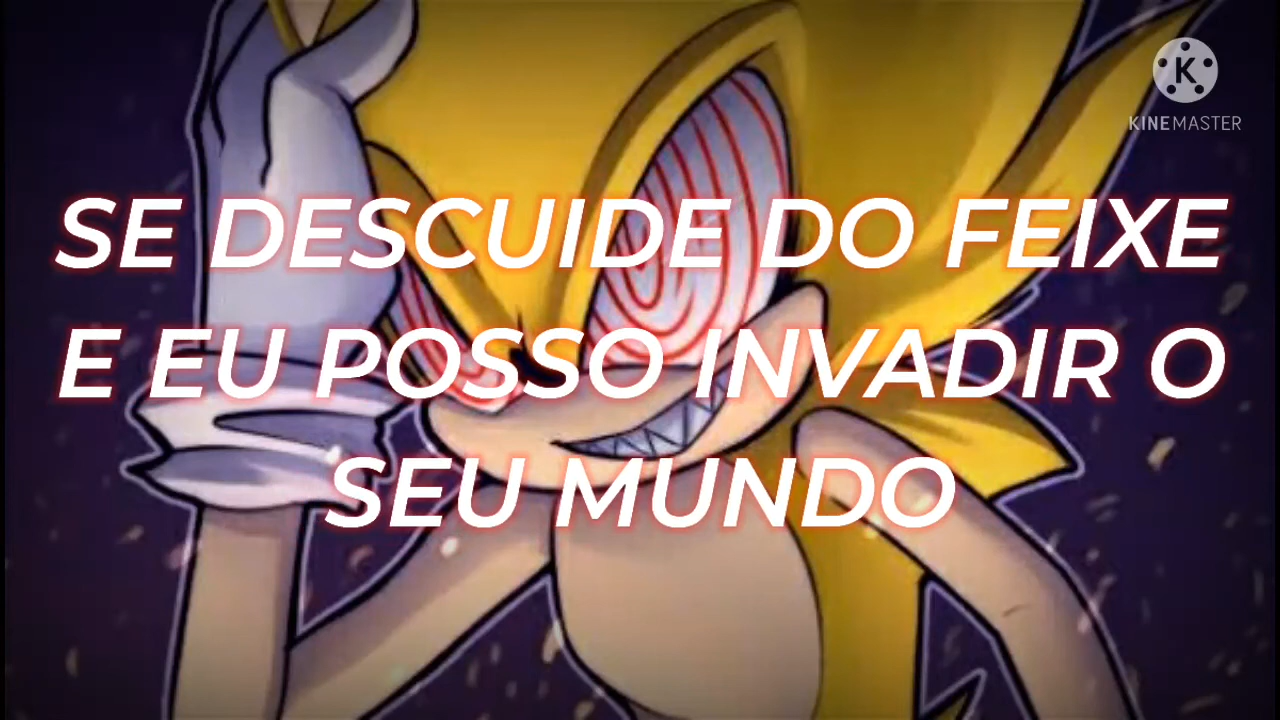 K
KINEMASTER
SE DESCUIDE DO FEIXE
E EU POSSO INVADIR O
SEU MUNDO